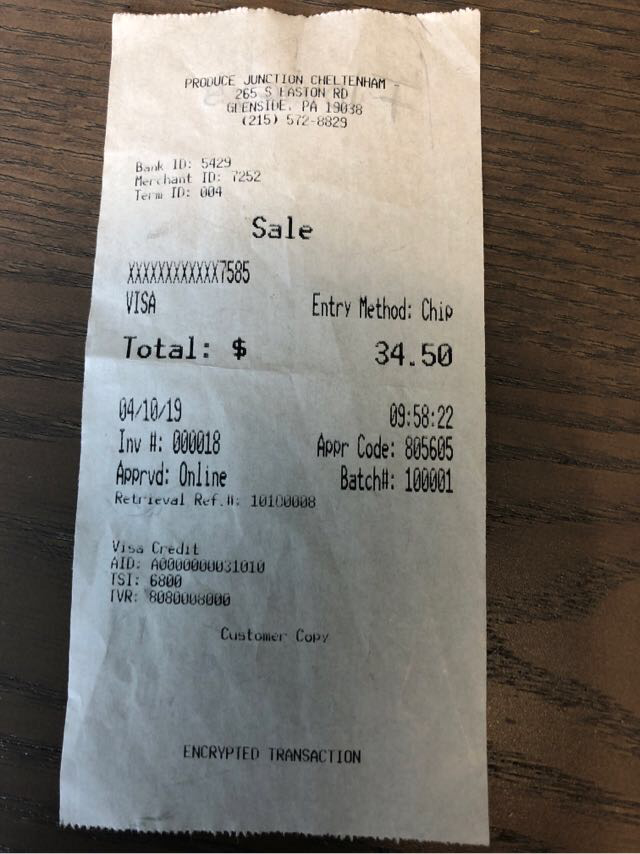 PRODUCE JUNCTION CHELTENHAM -
265 S EASTON RD
GLENSIDE, PA 19038
(215) 572-8829
Bank ID: 5429
Merchant ID: 7252
Term ID: 004
Sale
XXXXXXXXXXXX7585
VISA Entry Method: Chip
Total: $ 34.50
04/10/19 09:58:22
Inv #: 000018 Appr Code: 805605
Apprvd: Online Batch#: 100001
Retrieval Ref.#: 10100008
Visa Credit
AID: A0000000031010
TSI: 6800
TVR: 8080008000
Customer Copy
ENCRYPTED TRANSACTION